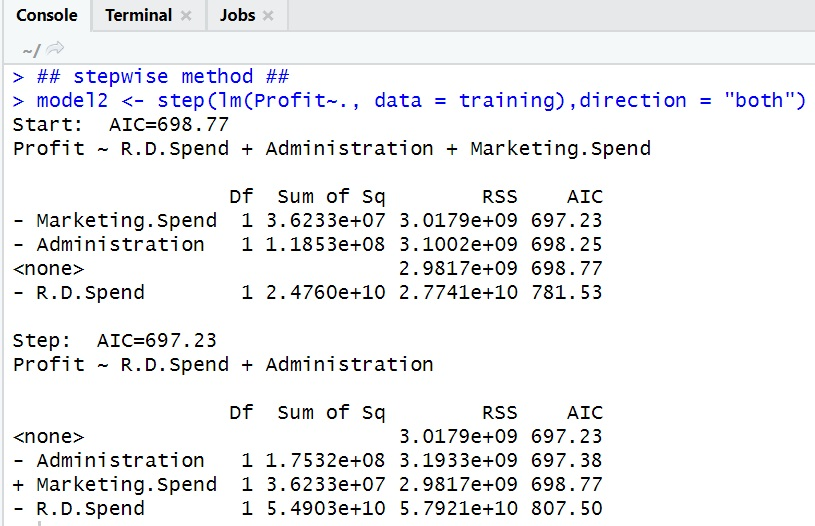 Console Terminal Jobs
~/
> ## stepwise method ##
> model2 <- step(lm(Profit~., data = training),direction = "both")
Start:  AIC=698.77
Profit ~ R.D.Spend + Administration + Marketing.Spend

                  Df  Sum of Sq        RSS    AIC
- Marketing.Spend  1 3.6233e+07 3.0179e+09 697.23
- Administration   1 1.1853e+08 3.1002e+09 698.25
<none>                          2.9817e+09 698.77
- R.D.Spend        1 2.4760e+10 2.7741e+10 781.53

Step:  AIC=697.23
Profit ~ R.D.Spend + Administration

                  Df  Sum of Sq        RSS    AIC
<none>                          3.0179e+09 697.23
- Administration   1 1.7532e+08 3.1933e+09 697.38
+ Marketing.Spend  1 3.6233e+07 2.9817e+09 698.77
- R.D.Spend        1 5.4903e+10 5.7921e+10 807.50